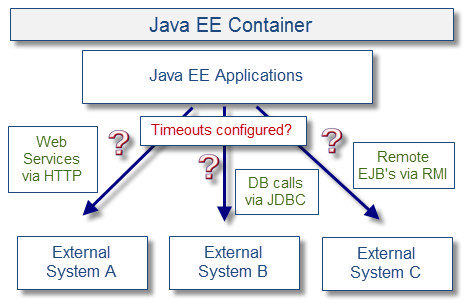 Java EE Container
Java EE Applications
Timeouts configured?
Web
Services
via HTTP
?
?
?
DB calls
via JDBC
Remote
EJB's via RMI
External
System A
External
System B
External
System C